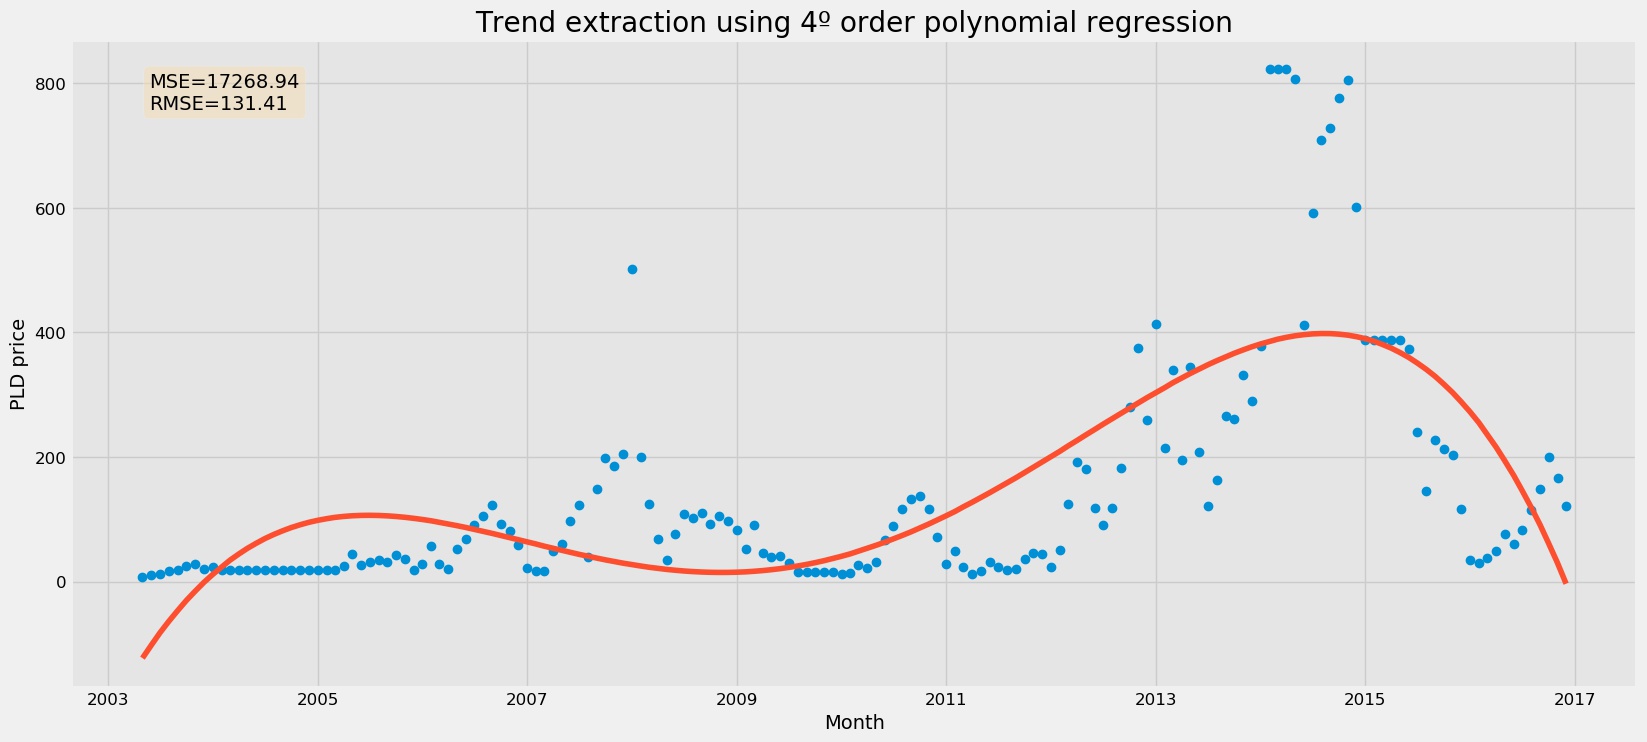 Trend extraction using 4º order polynomial regression
MSE=17268.94
RMSE=131.41
800
600
400
200
0
PLD price
2003 2005 2007 2009 2011 2013 2015 2017
Month